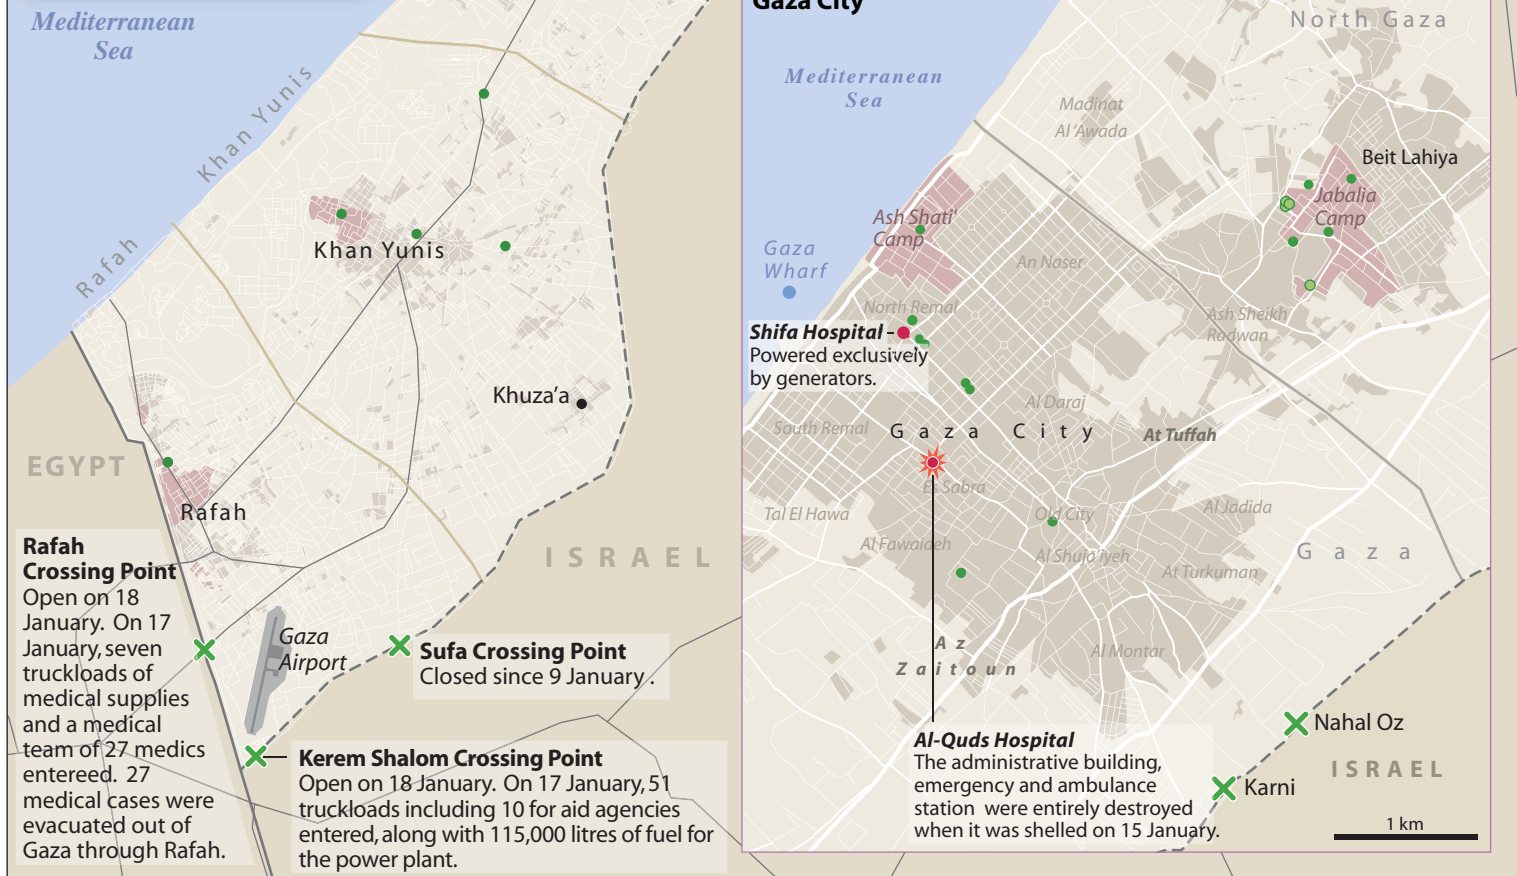 Mediterranean
Sea
Khan Yunis
Rafah
Khan Yunis
Khuza'a
EGYPT
Rafah
ISRAEL
Rafah
Crossing Point
Open on 18
January. On 17
January, seven
truckloads of
medical supplies
and a medical
team of 27 medics
entereed. 27
medical cases were
evacuated out of
Gaza through Rafah.
Gaza
Airport
Sufa Crossing Point
Closed since 9 January .
Kerem Shalom Crossing Point
Open on 18 January. On 17 January, 51
truckloads including 10 for aid agencies
entered, along with 115,000 litres of fuel for
the power plant.
Gaza City
North Gaza
Mediterranean
Sea
Madinat
Al 'Awada
Beit Lahiya
Jabalia
Camp
Ash Shati'
Camp
Gaza
Wharf
An Naser
North Remal
Ash Sheikh
Radwan
Shifa Hospital
Powered exclusively
by generators.
Al Daraj
South Remal
Gaza City
At Tuffah
Es Sabra
Tal El Hawa
Old City
Al Jadida
Al Fawaideh
Al Shuja'iyeh
At Turkuman
Gaza
Az
Zaitoun
Al Montar
Nahal Oz
Al-Quds Hospital
The administrative building,
emergency and ambulance
station were entirely destroyed
when it was shelled on 15 January.
ISRAEL
Karni
1 km